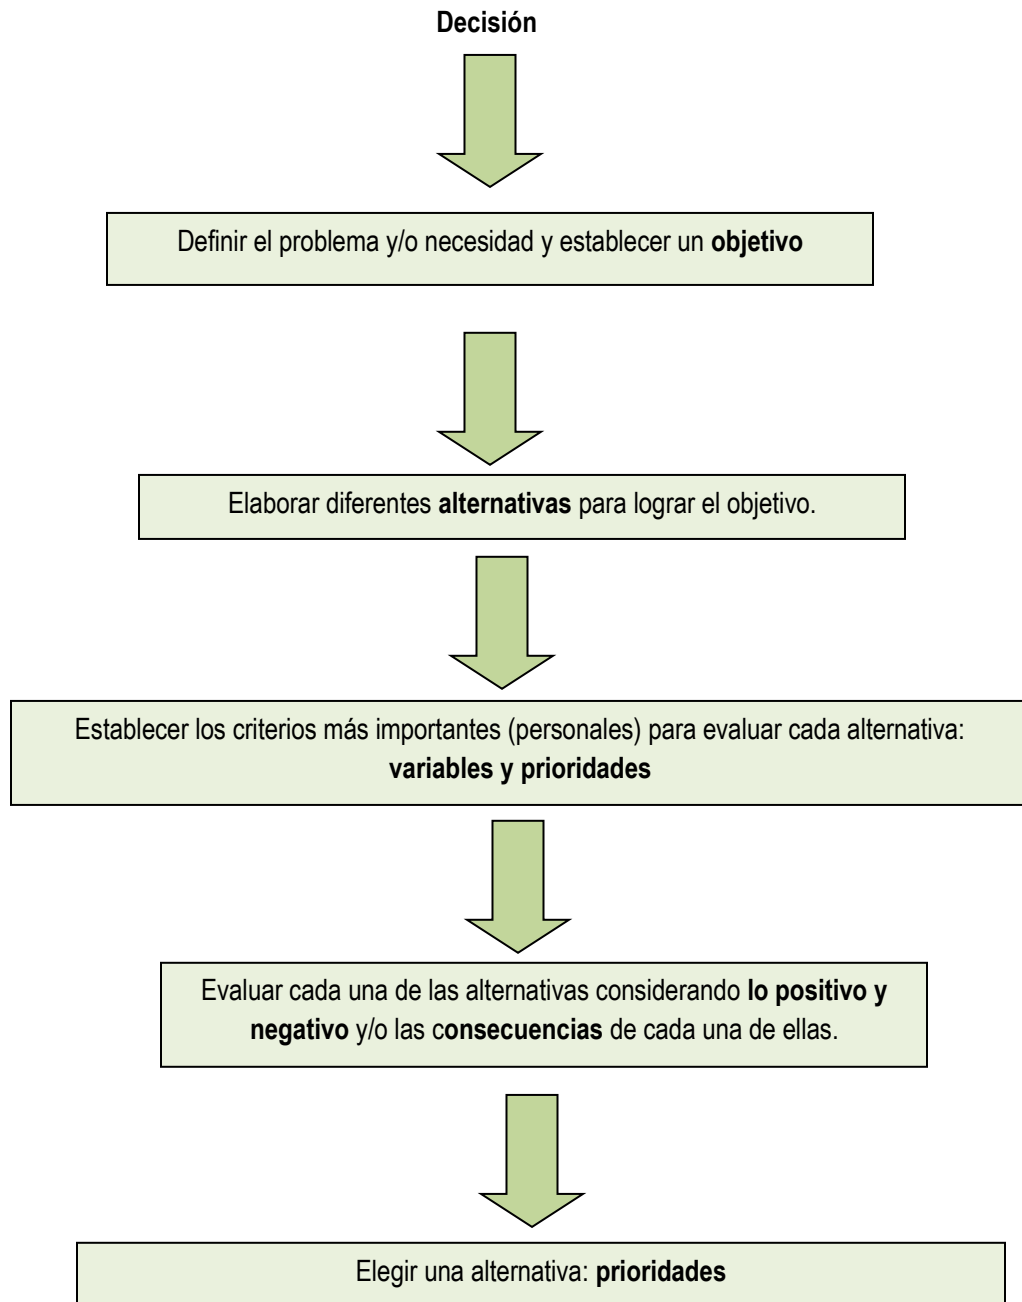 Decisión
Definir el problema y/o necesidad y establecer un objetivo
Elaborar diferentes alternativas para lograr el objetivo.
Establecer los criterios más importantes (personales) para evaluar cada alternativa:
variables y prioridades
Evaluar cada una de las alternativas considerando lo positivo y
negativo y/o las consecuencias de cada una de ellas.
Elegir una alternativa: prioridades